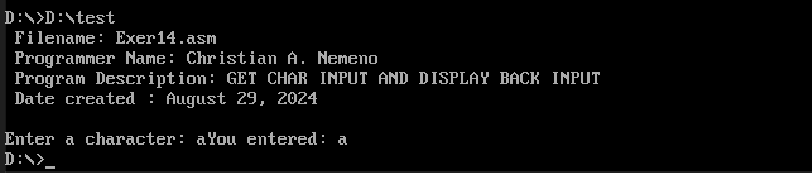 D:\>D:\test
Filename: Exer14.asm
Programmer Name: Christian A. Nemeno
Program Description: GET CHAR INPUT AND DISPLAY BACK INPUT
Date created : August 29, 2024
Enter a character: aYou entered: a
D:\>_